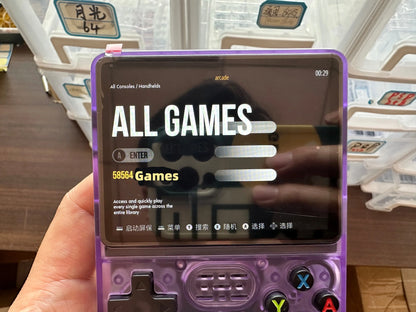 月光
64
arcade
All Consoles / Handhelds
00:29
ALL GAMES
A ENTER
58564 Games
Access and quickly play
every single game across the
entire library
启动屏保 菜单 Y 搜索 X 随机 A 选择 选择
X
Y
A